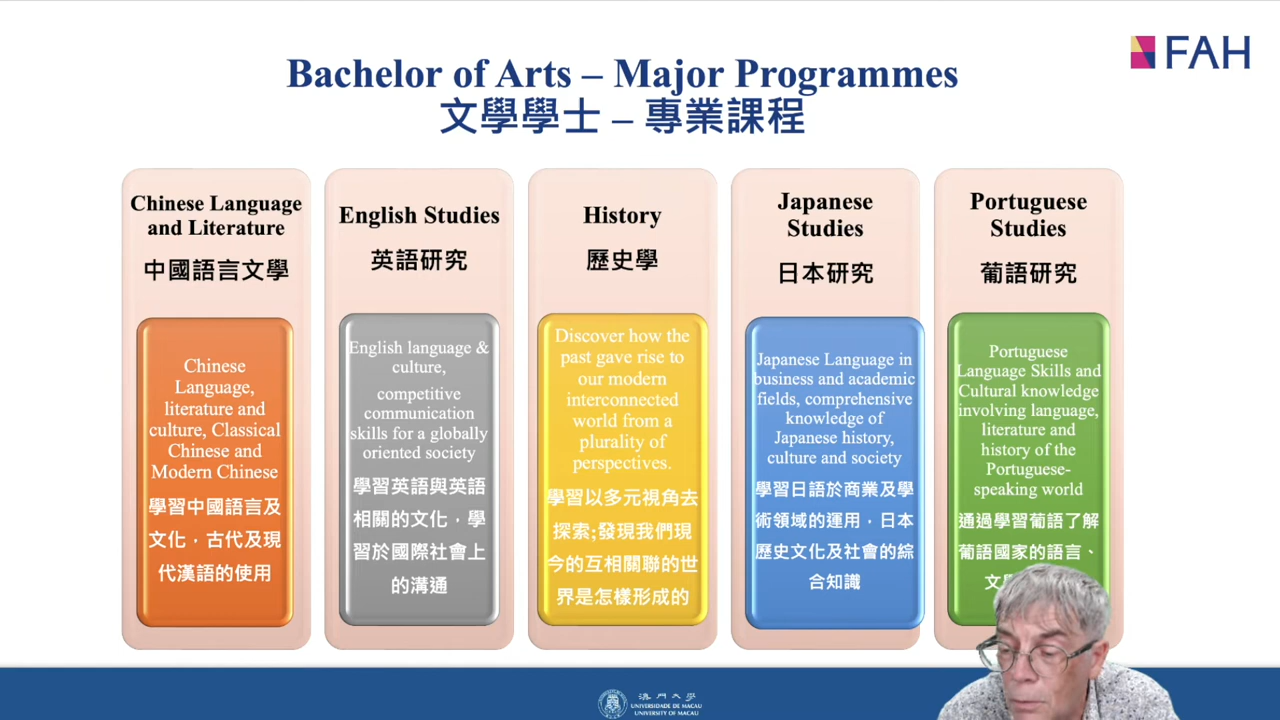 FAH
Bachelor of Arts – Major Programmes
文學學士 – 專業課程
Chinese Language
and Literature
中國語言文學
Chinese
Language,
literature and
culture, Classical
Chinese and
Modern Chinese
學習中國語言及
文化，古代及現
代漢語的使用
English Studies
英語研究
English language &
culture,
competitive
communication
skills for a globally
oriented society
學習英語與英語
相關的文化，學
習於國際社會上
的溝通
History
歷史學
Discover how the
past gave rise to
our modern
interconnected
world from a
plurality of
perspectives.
學習以多元視角去
探索;發現我們現
今的互相關聯的世
界是怎樣形成的
Japanese
Studies
日本研究
Japanese Language in
business and academic
fields, comprehensive
knowledge of
Japanese history,
culture and society
學習日語於商業及學
術領域的運用，日本
歷史文化及社會的綜
合知識
Portuguese
Studies
葡語研究
Portuguese
Language Skills and
Cultural knowledge
involving language,
literature and
history of the
Portuguese-
speaking world
通過學習葡語了解
葡語國家的語言、
文
澳門大學
UNIVERSIDADE DE MACAU
UNIVERSITY OF MACAU